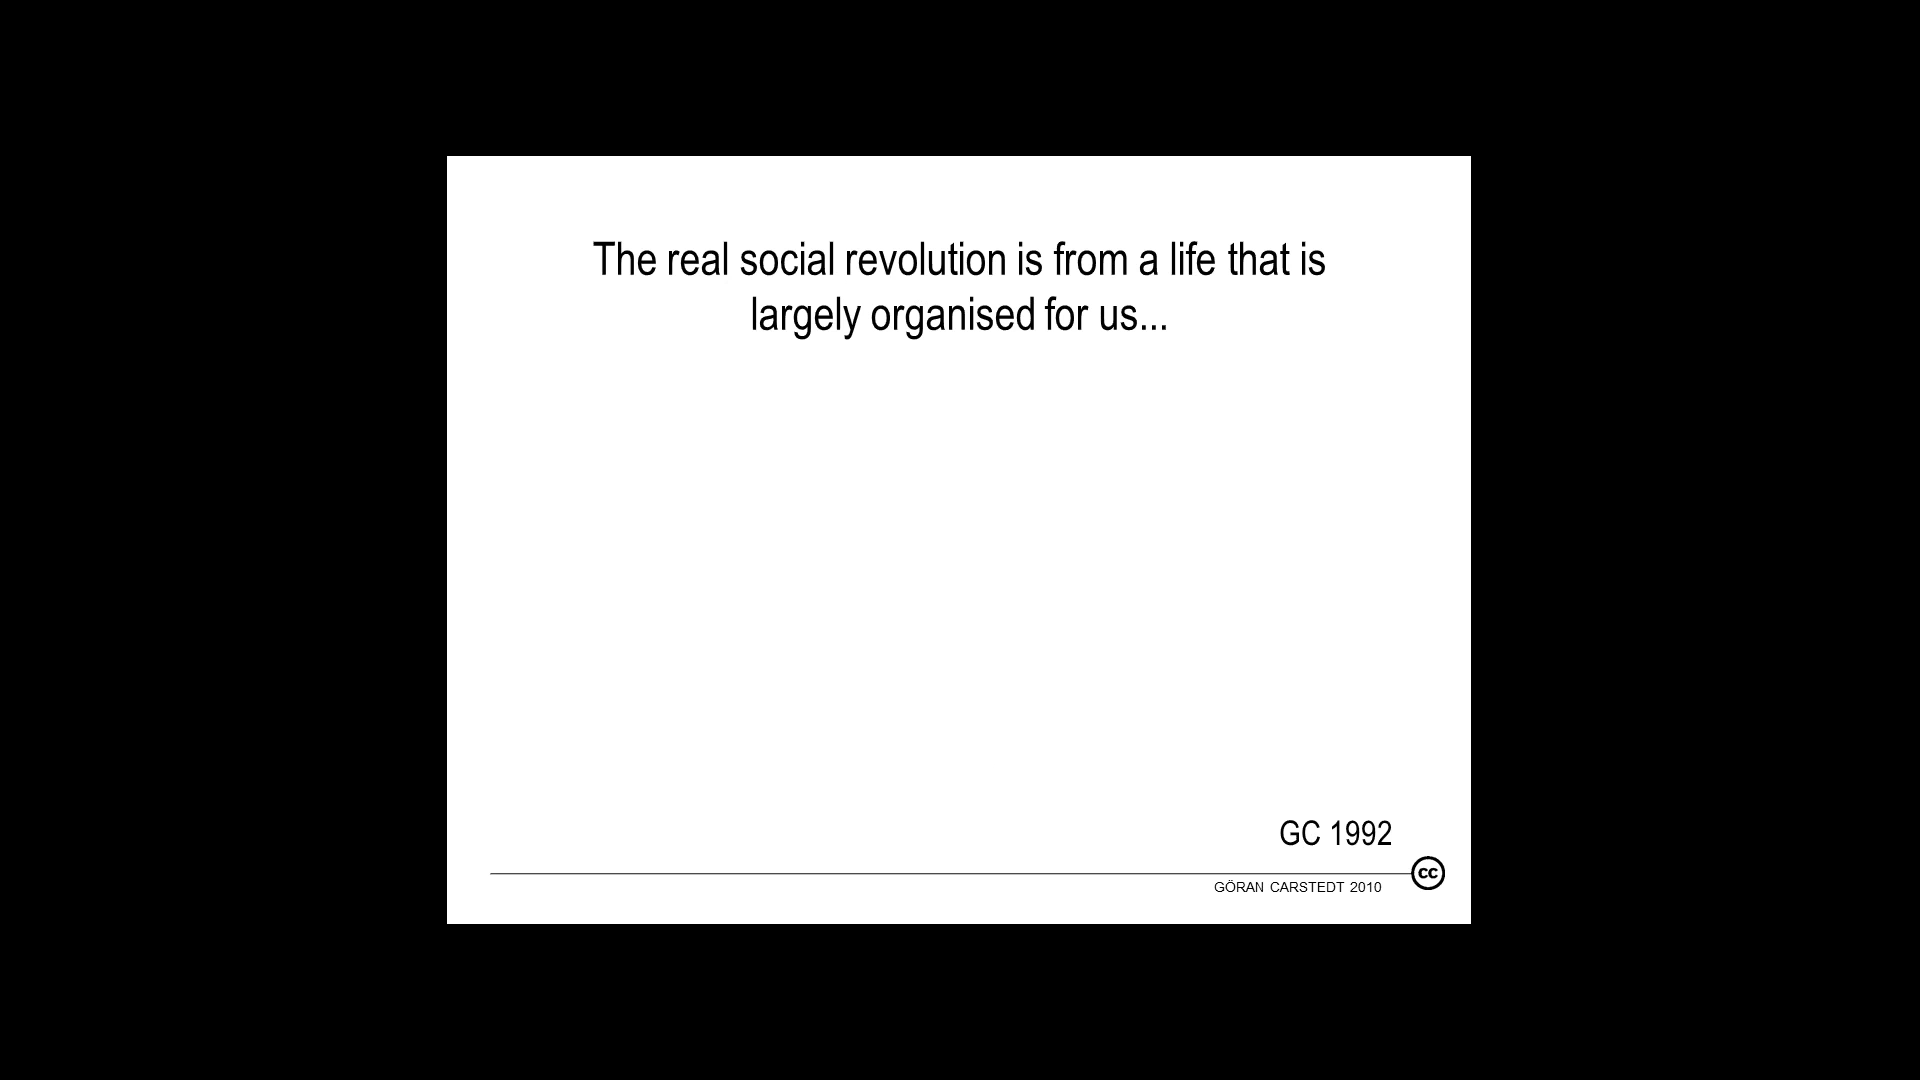 The real social revolution is from a life that is
largely organised for us...
GC 1992
cc
GÖRAN CARSTEDT 2010